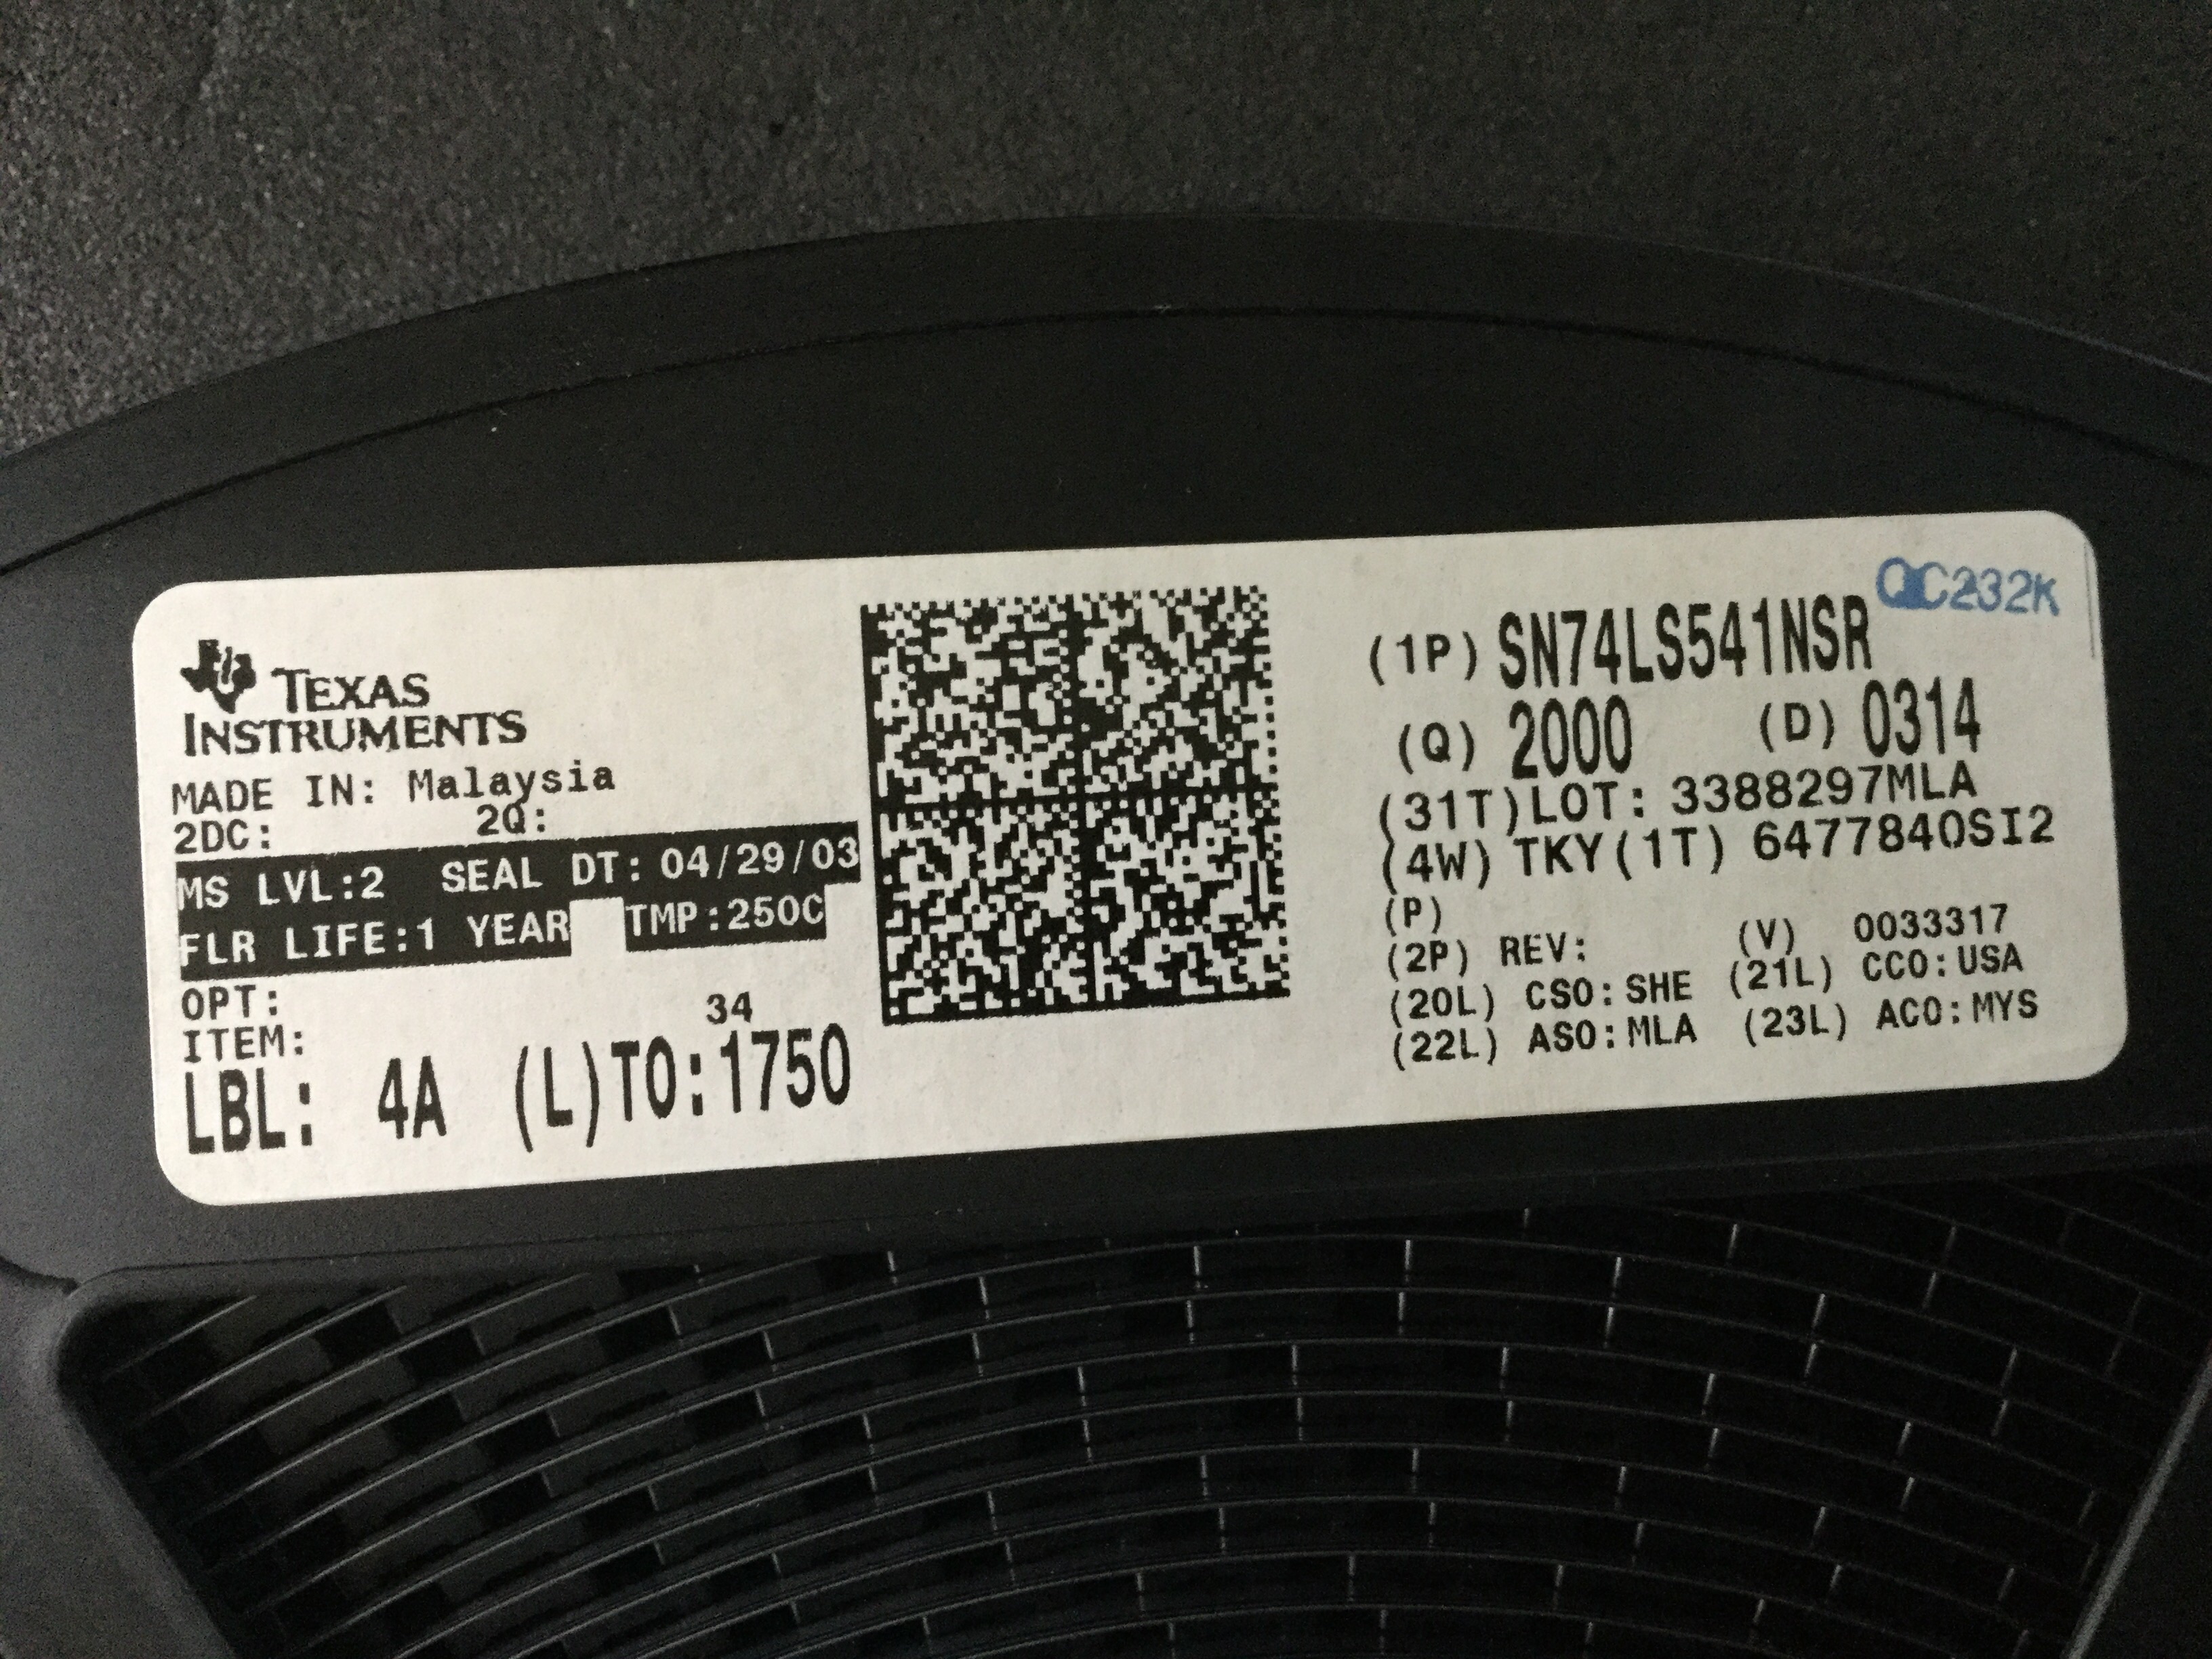 TEXAS
INSTRUMENTS
MADE IN: Malaysia
2DC: 2Q:
MS LVL:2 SEAL DT: 04/29/03
FLR LIFE:1 YEAR TMP:250C
OPT:
ITEM: 34
LBL: 4A (L)TO:1750
QC232K
(1P) SN74LS541NSR
(Q) 2000 (D) 0314
(31T)LOT: 3388297MLA
(4W) TKY(1T) 6477840SI2
(P)
(2P) REV: (V) 0033317
(20L) CSO:SHE (21L) CCO:USA
(22L) ASO:MLA (23L) ACO:MYS